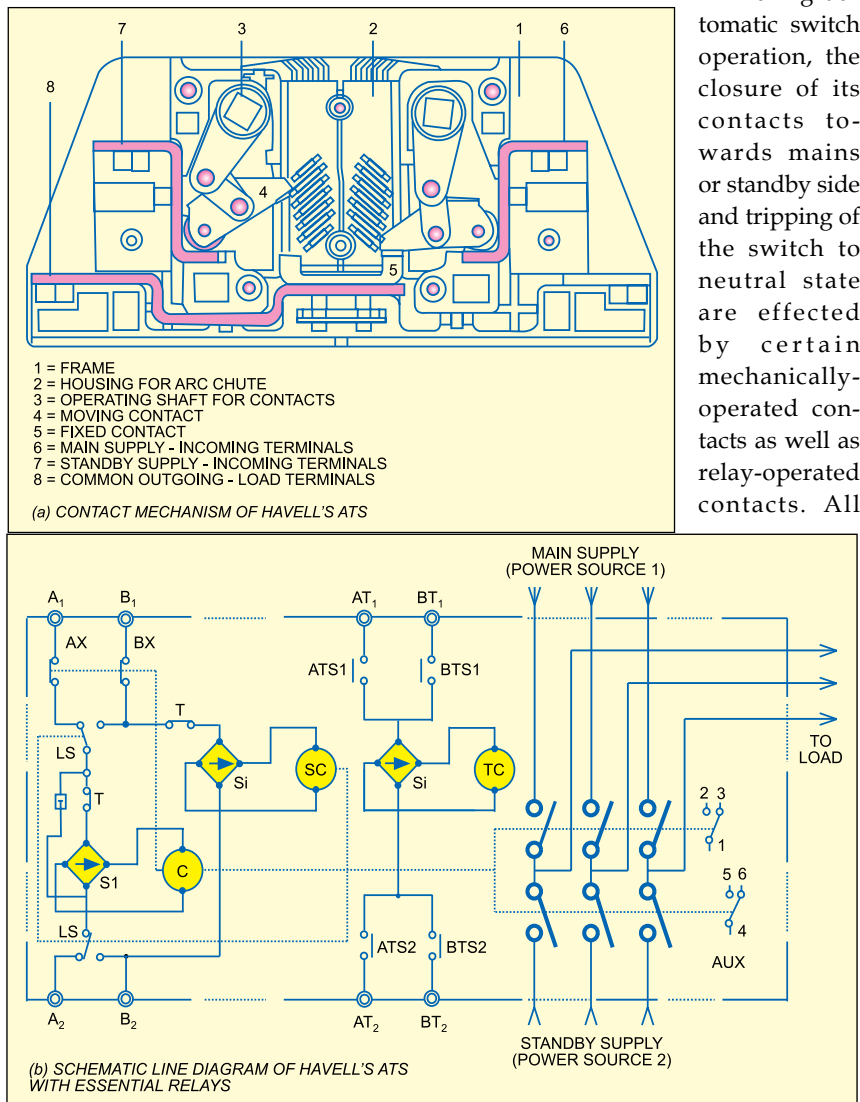 7 3 2 1 6
8
4
5
1 = FRAME
2 = HOUSING FOR ARC CHUTE
3 = OPERATING SHAFT FOR CONTACTS
4 = MOVING CONTACT
5 = FIXED CONTACT
6 = MAIN SUPPLY - INCOMING TERMINALS
7 = STANDBY SUPPLY - INCOMING TERMINALS
8 = COMMON OUTGOING - LOAD TERMINALS
(a) CONTACT MECHANISM OF HAVELL'S ATS
tomatic switch
operation, the
closure of its
contacts to-
wards mains
or standby side
and tripping of
the switch to
neutral state
are effected
by certain
mechanically-
operated con-
tacts as well as
relay-operated
contacts. All
MAIN SUPPLY
(POWER SOURCE 1)
A1 B1 AT1 BT1
AX BX
ATS1 BTS1
T
LS
Si SC Si TC
TO
LOAD
T
2 3
1
S1 C
5 6
4
LS
ATS2 BTS2
AUX
A2 B2 AT2 BT2
STANDBY SUPPLY
(POWER SOURCE 2)
(b) SCHEMATIC LINE DIAGRAM OF HAVELL'S ATS
WITH ESSENTIAL RELAYS